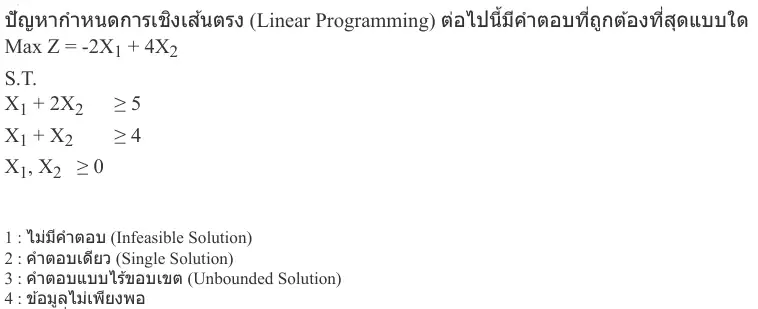 ปัญหากำหนดการเชิงเส้นตรง (Linear Programming) ต่อไปนี้มีคำตอบที่ถูกต้องที่สุดแบบใด
Max Z = -2X1 + 4X2
S.T.
X1 + 2X2 ≥ 5
X1 + X2 ≥ 4
X1, X2 ≥ 0
1 : ไม่มีคำตอบ (Infeasible Solution)
2 : คำตอบเดียว (Single Solution)
3 : คำตอบแบบไร้ขอบเขต (Unbounded Solution)
4 : ข้อมูลไม่เพียงพอ